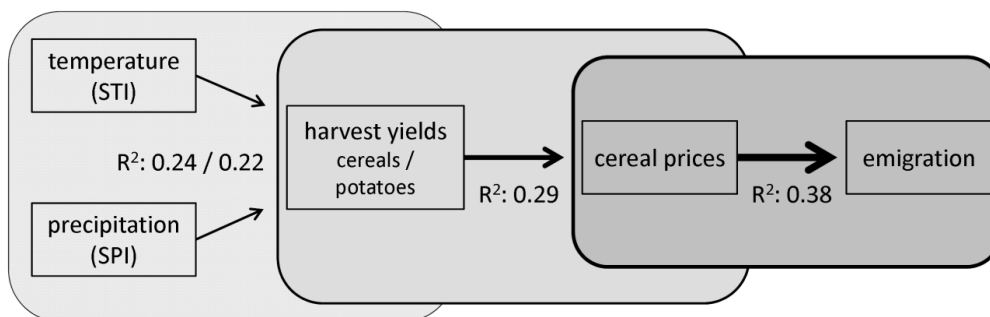 temperature
(STI)
R²: 0.24 / 0.22
precipitation
(SPI)
harvest yields
cereals /
potatoes
R²: 0.29
cereal prices
R²: 0.38
emigration